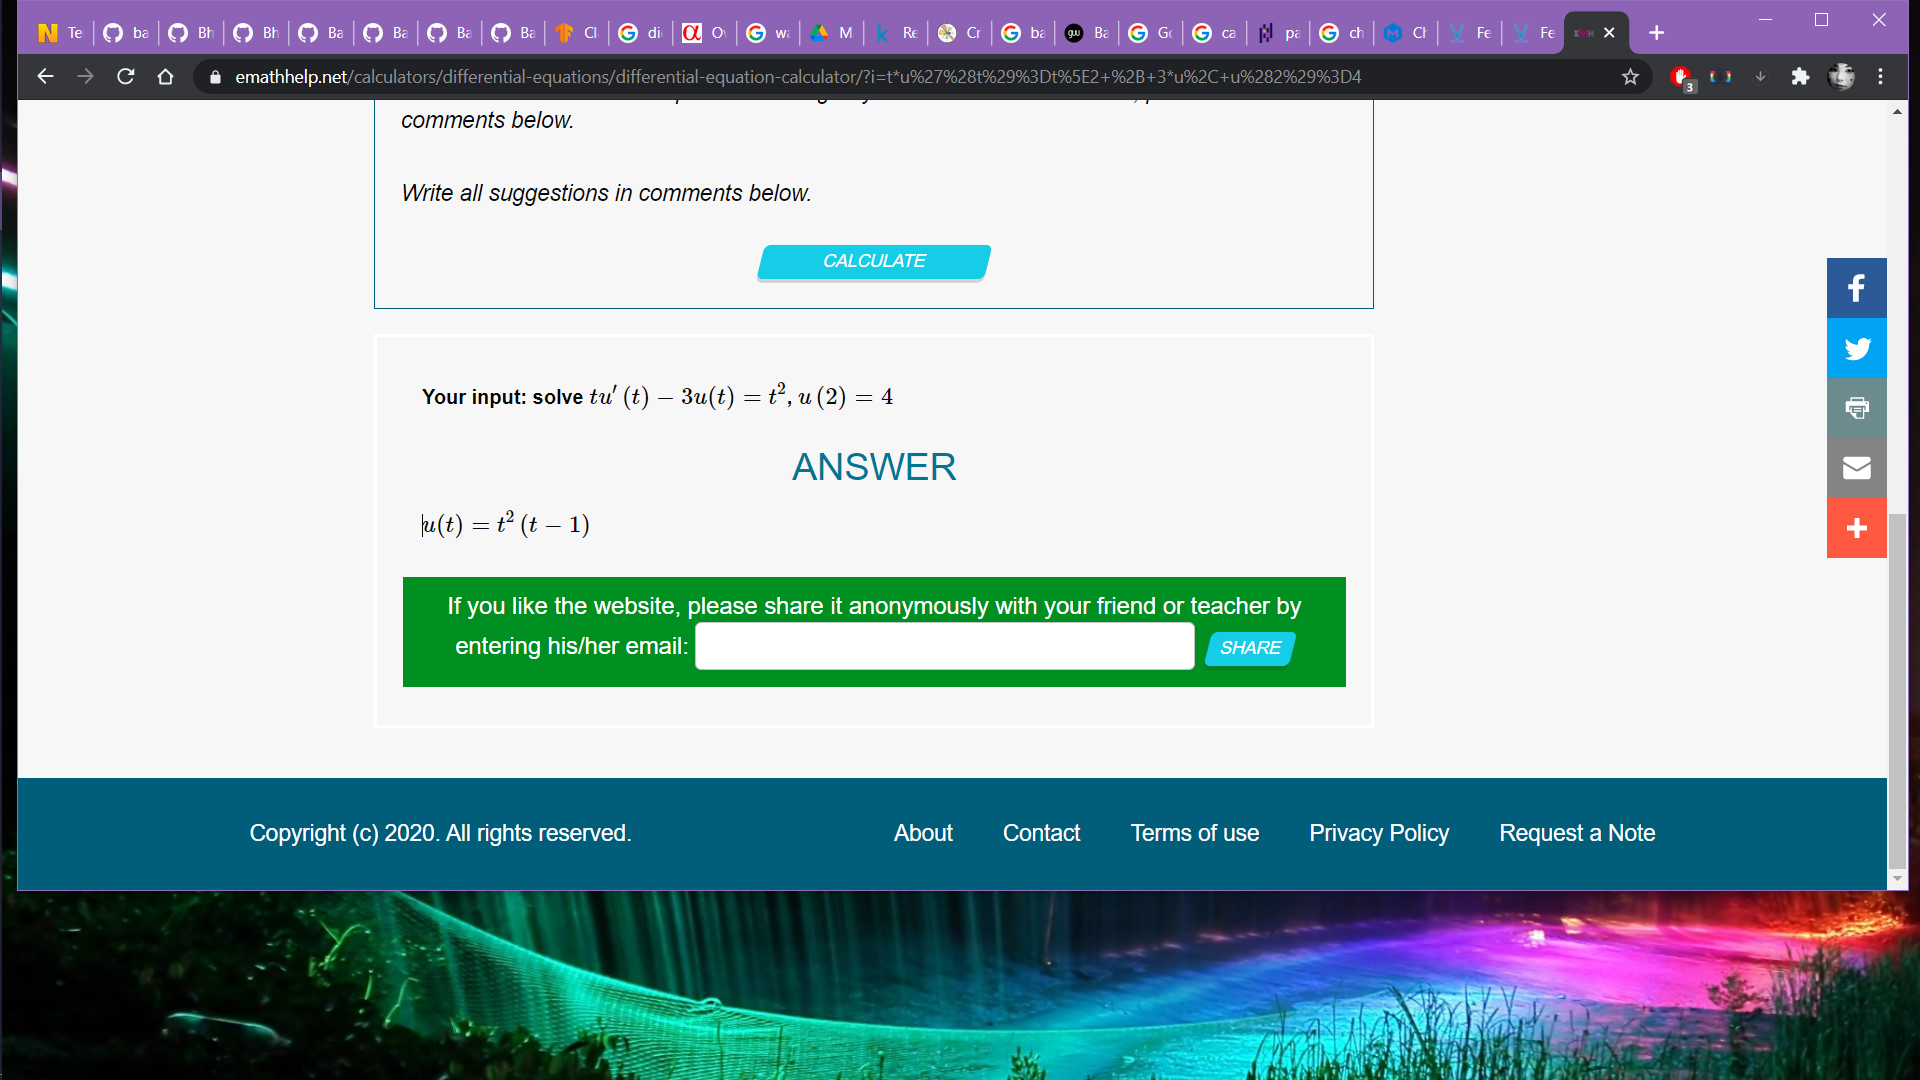 Te ba Bh Bh Ba Ba Ba Ba Cl di O wa M Re Cr ba guu Ba Go ca pa ch Cl Fe Fe
emathhelp.net/calculators/differential-equations/differential-equation-calculator/?i=t*u%27%28t%29%3Dt%5E2+%2B+3*u%2C+u%282%29%3D4
3
comments below.
Write all suggestions in comments below.
CALCULATE
Your input: solve tu′ (t) − 3u(t) = t², u (2) = 4
ANSWER
u(t) = t² (t − 1)
If you like the website, please share it anonymously with your friend or teacher by
entering his/her email:
SHARE
Copyright (c) 2020. All rights reserved.
About
Contact
Terms of use
Privacy Policy
Request a Note